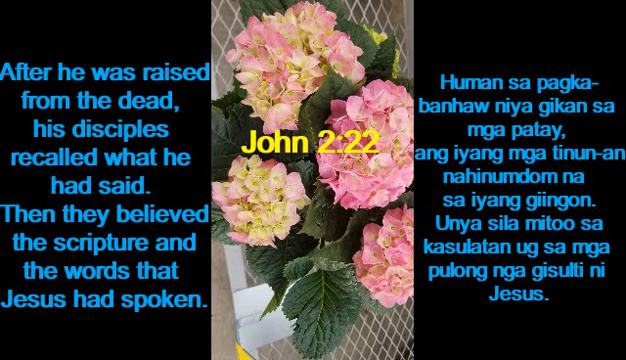 After he was raised
from the dead,
his disciples
recalled what he
had said.
Then they believed
the scripture and
the words that
Jesus had spoken.
John 2:22
Human sa pagka-
banhaw niya gikan sa
mga patay,
ang iyang mga tinun-an
nahinumdom na
sa iyang giingon.
Unya sila mitoo sa
kasulatan ug sa mga
pulong nga gisulti ni
Jesus.